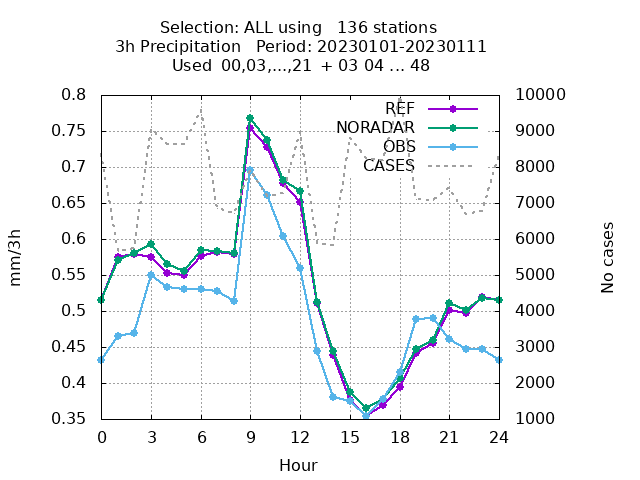 Selection: ALL using   136 stations
3h Precipitation   Period: 20230101-20230111
Used  00,03,...,21  + 03 04 ... 48
0.8
0.75
0.7
0.65
0.6
0.55
0.5
0.45
0.4
0.35
10000
9000
8000
7000
6000
5000
4000
3000
2000
1000
REF
NORADAR
OBS
CASES
mm/3h
No cases
0 3 6 9 12 15 18 21 24
Hour